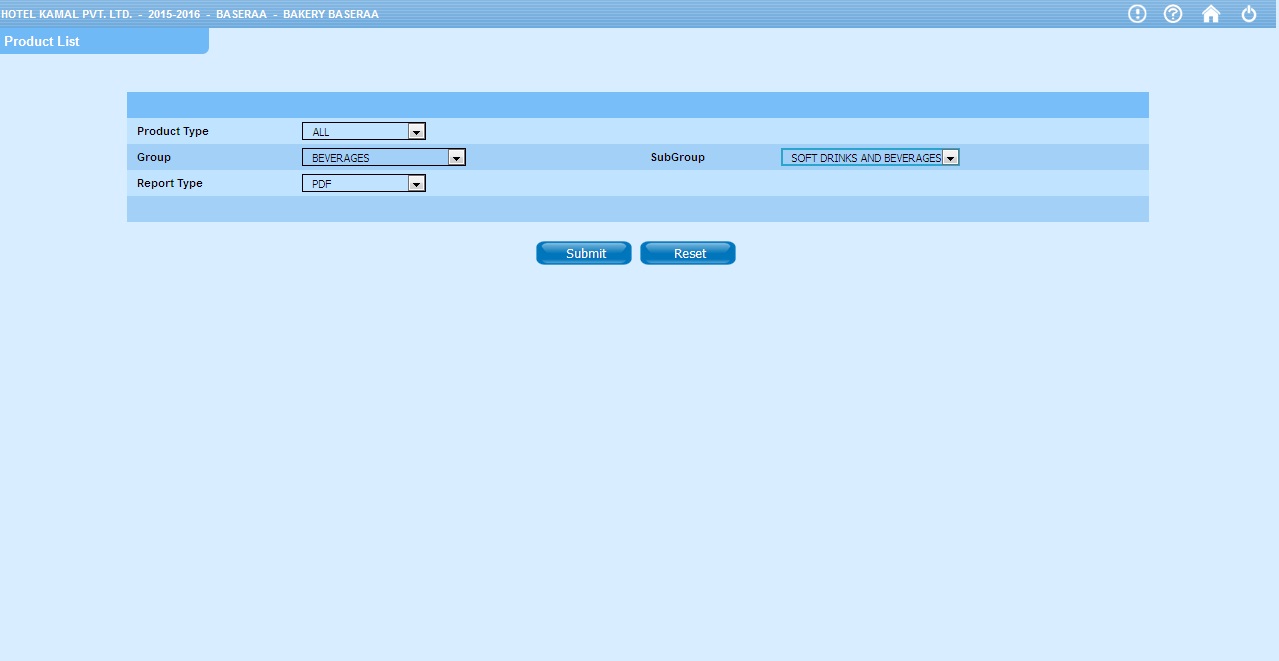 HOTEL KAMAL PVT. LTD. - 2015-2016 - BASERAA - BAKERY BASERAA
Product List
Product Type ALL
Group BEVERAGES SubGroup SOFT DRINKS AND BEVERAGES
Report Type PDF
Submit Reset